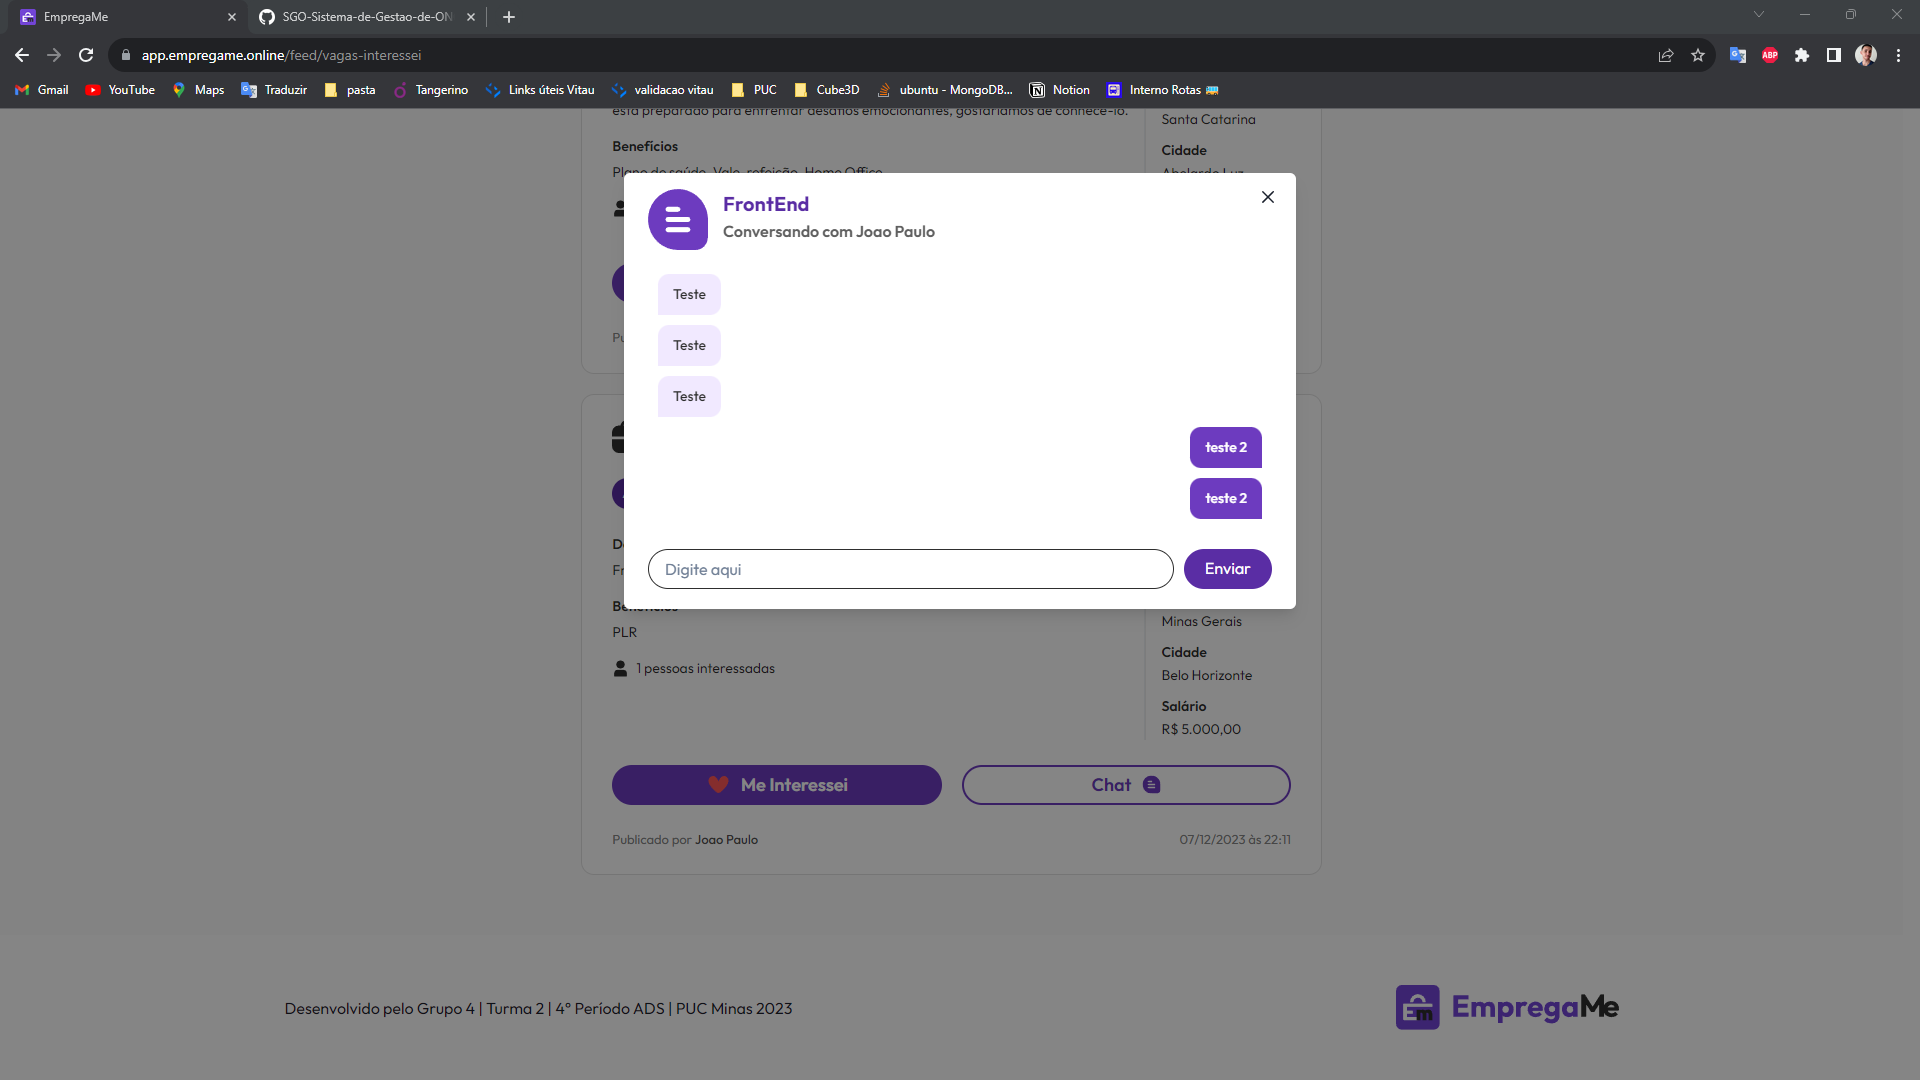 EmpregaMe
SGO-Sistema-de-Gestao-de-ON
app.empregame.online/feed/vagas-interessei
Gmail
YouTube
Maps
Traduzir
pasta
Tangerino
Links úteis Vitau
validacao vitau
PUC
Cube3D
ubuntu - MongoDB...
Notion
Interno Rotas
ABP
está preparado para enfrentar desafios emocionantes, gostaríamos de conhecê-lo.
Santa Catarina
Benefícios
Cidade
Plano de saúde, Vale-refeição, Home Office
Abelardo Luz
FrontEnd
Conversando com Joao Paulo
Teste
Teste
Teste
teste 2
teste 2
Digite aqui
Enviar
Benefícios
PLR
Minas Gerais
1 pessoas interessadas
Cidade
Belo Horizonte
Salário
R$ 5.000,00
Me Interessei
Chat
Publicado por Joao Paulo
07/12/2023 às 22:11
Desenvolvido pelo Grupo 4 | Turma 2 | 4º Período ADS | PUC Minas 2023
Em
EmpregaMe